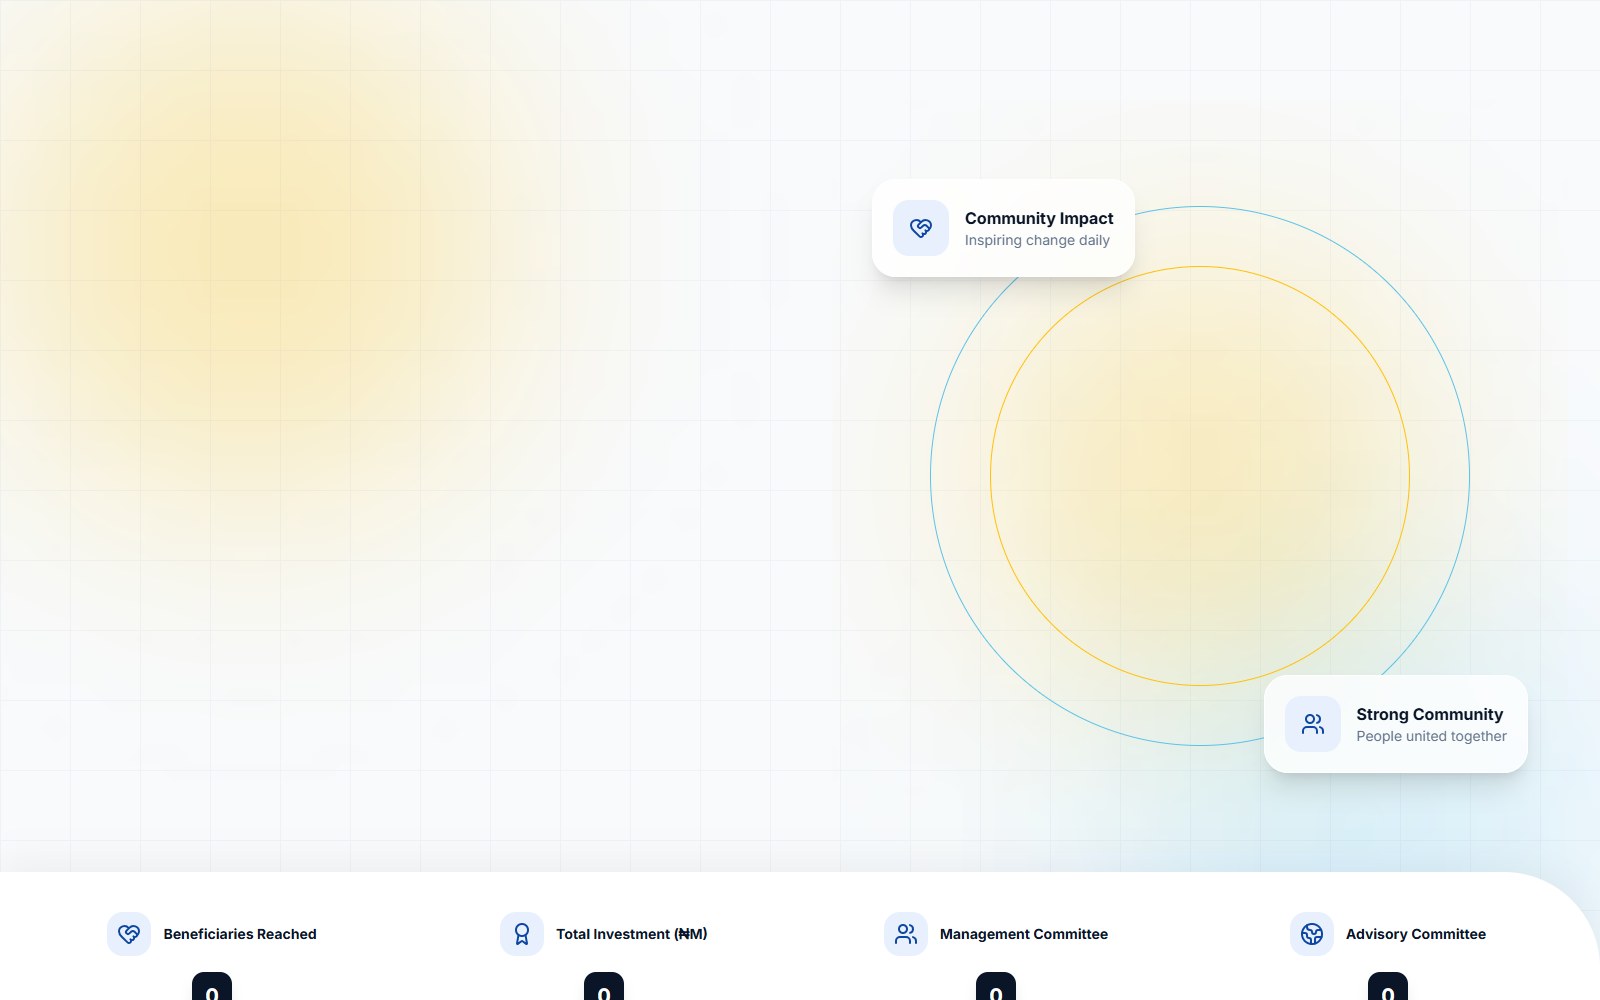 Community Impact
Inspiring change daily
Strong Community
People united together
Beneficiaries Reached
Total Investment (₦M)
Management Committee
Advisory Committee
0
0
0
0